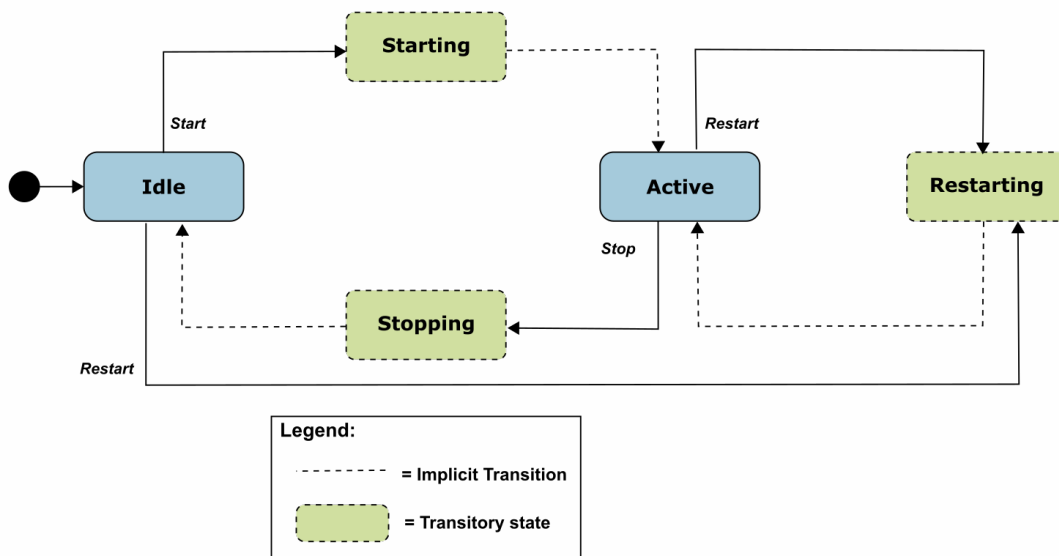 Starting
Start
Restart
Idle
Active
Restarting
Stop
Stopping
Restart
Legend:
= Implicit Transition
= Transitory state